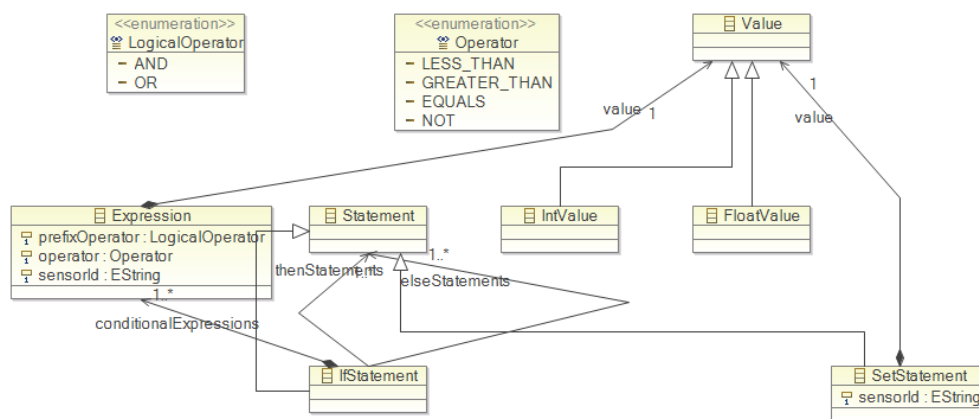 <<enumeration>>
LogicalOperator
AND
OR
<<enumeration>>
Operator
LESS_THAN
GREATER_THAN
EQUALS
NOT
Value
value
1
1
value
Expression
prefixOperator : LogicalOperator
operator : Operator
sensorId : EString
Statement
IntValue
FloatValue
thenStatements
1..*
elseStatements
1..*
conditionalExpressions
IfStatement
SetStatement
sensorId : EString